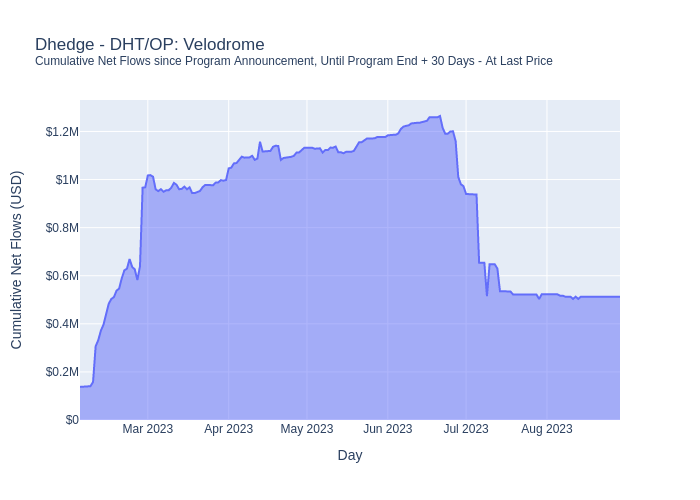 Dhedge - DHT/OP: Velodrome
Cumulative Net Flows since Program Announcement, Until Program End + 30 Days - At Last Price
Cumulative Net Flows (USD)
$1.2M
$1M
$0.8M
$0.6M
$0.4M
$0.2M
$0
Mar 2023 Apr 2023 May 2023 Jun 2023 Jul 2023 Aug 2023
Day